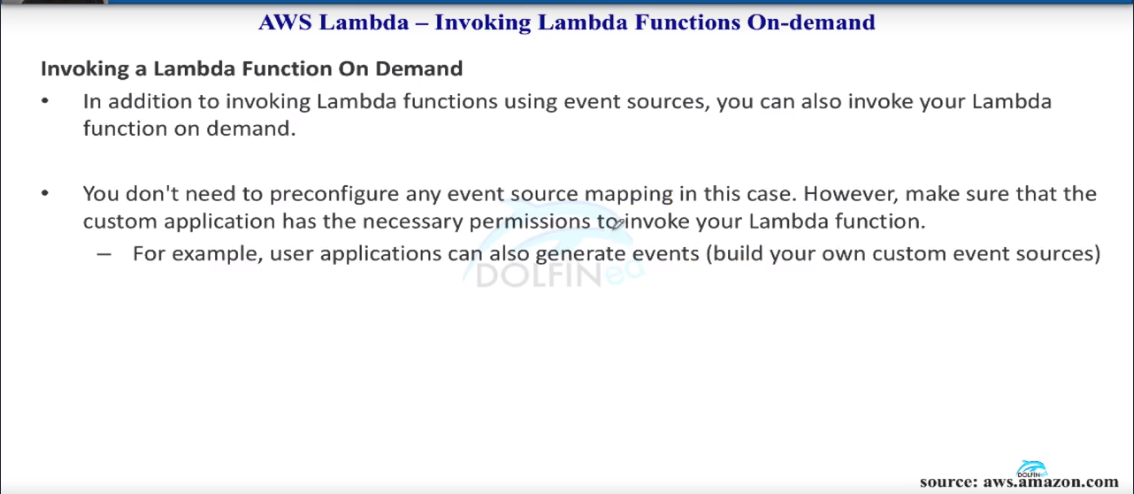 AWS Lambda – Invoking Lambda Functions On-demand
Invoking a Lambda Function On Demand
• In addition to invoking Lambda functions using event sources, you can also invoke your Lambda
function on demand.
• You don't need to preconfigure any event source mapping in this case. However, make sure that the
custom application has the necessary permissions to invoke your Lambda function.
– For example, user applications can also generate events (build your own custom event sources)
DOLFINed
DOLFINed
source: aws.amazon.com